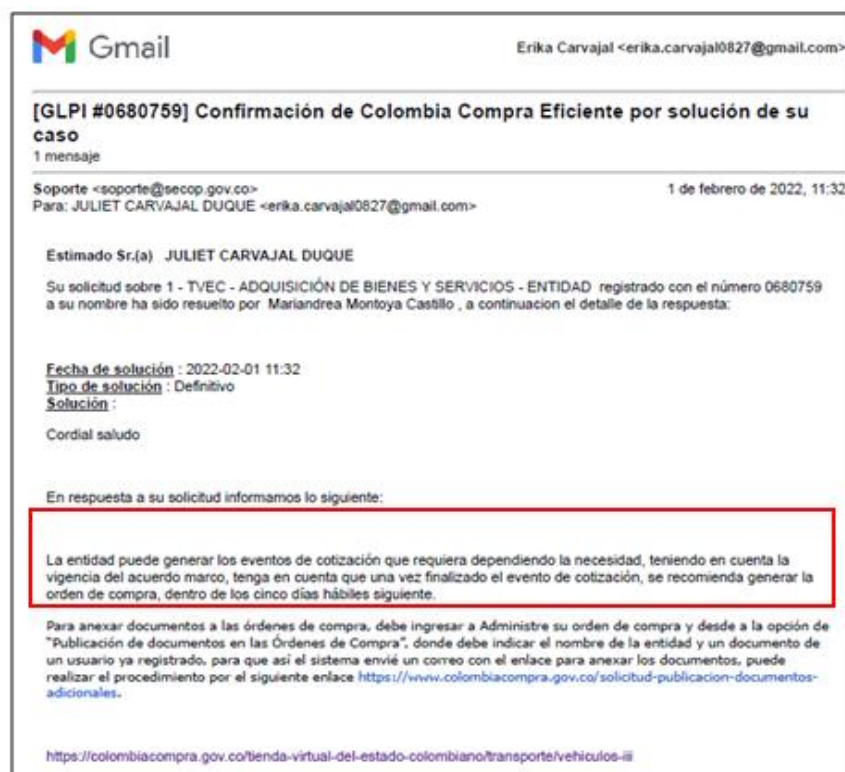 Gmail
Erika Carvajal <erika.carvajal0827@gmail.com>
[GLPI #0680759] Confirmación de Colombia Compra Eficiente por solución de su
caso
1 mensaje
Soporte <soporte@secop.gov.co>
1 de febrero de 2022, 11:32
Para: JULIET CARVAJAL DUQUE <erika.carvajal0827@gmail.com>
Estimado Sr.(a) JULIET CARVAJAL DUQUE
Su solicitud sobre 1 - TVEC - ADQUISICIÓN DE BIENES Y SERVICIOS - ENTIDAD registrado con el número 0680759
a su nombre ha sido resuelto por Mariandrea Montoya Castillo , a continuacion el detalle de la respuesta:
Fecha de solución : 2022-02-01 11:32
Tipo de solución : Definitivo
Solución :
Cordial saludo
En respuesta a su solicitud informamos lo siguiente:
La entidad puede generar los eventos de cotización que requiera dependiendo la necesidad, teniendo en cuenta la
vigencia del acuerdo marco, tenga en cuenta que una vez finalizado el evento de cotización, se recomienda generar la
orden de compra, dentro de los cinco días hábiles siguiente.
Para anexar documentos a las órdenes de compra, debe ingresar a Administre su orden de compra y desde a la opción de
"Publicación de documentos en las Órdenes de Compra", donde debe indicar el nombre de la entidad y un documento de
un usuario ya registrado, para que así el sistema envié un correo con el enlace para anexar los documentos, puede
realizar el procedimiento por el siguiente enlace https://www.colombiacompra.gov.co/solicitud-publicacion-documentos-
adicionales.
https://colombiacompra.gov.co/tienda-virtual-del-estado-colombiano/transporte/vehiculos-iii